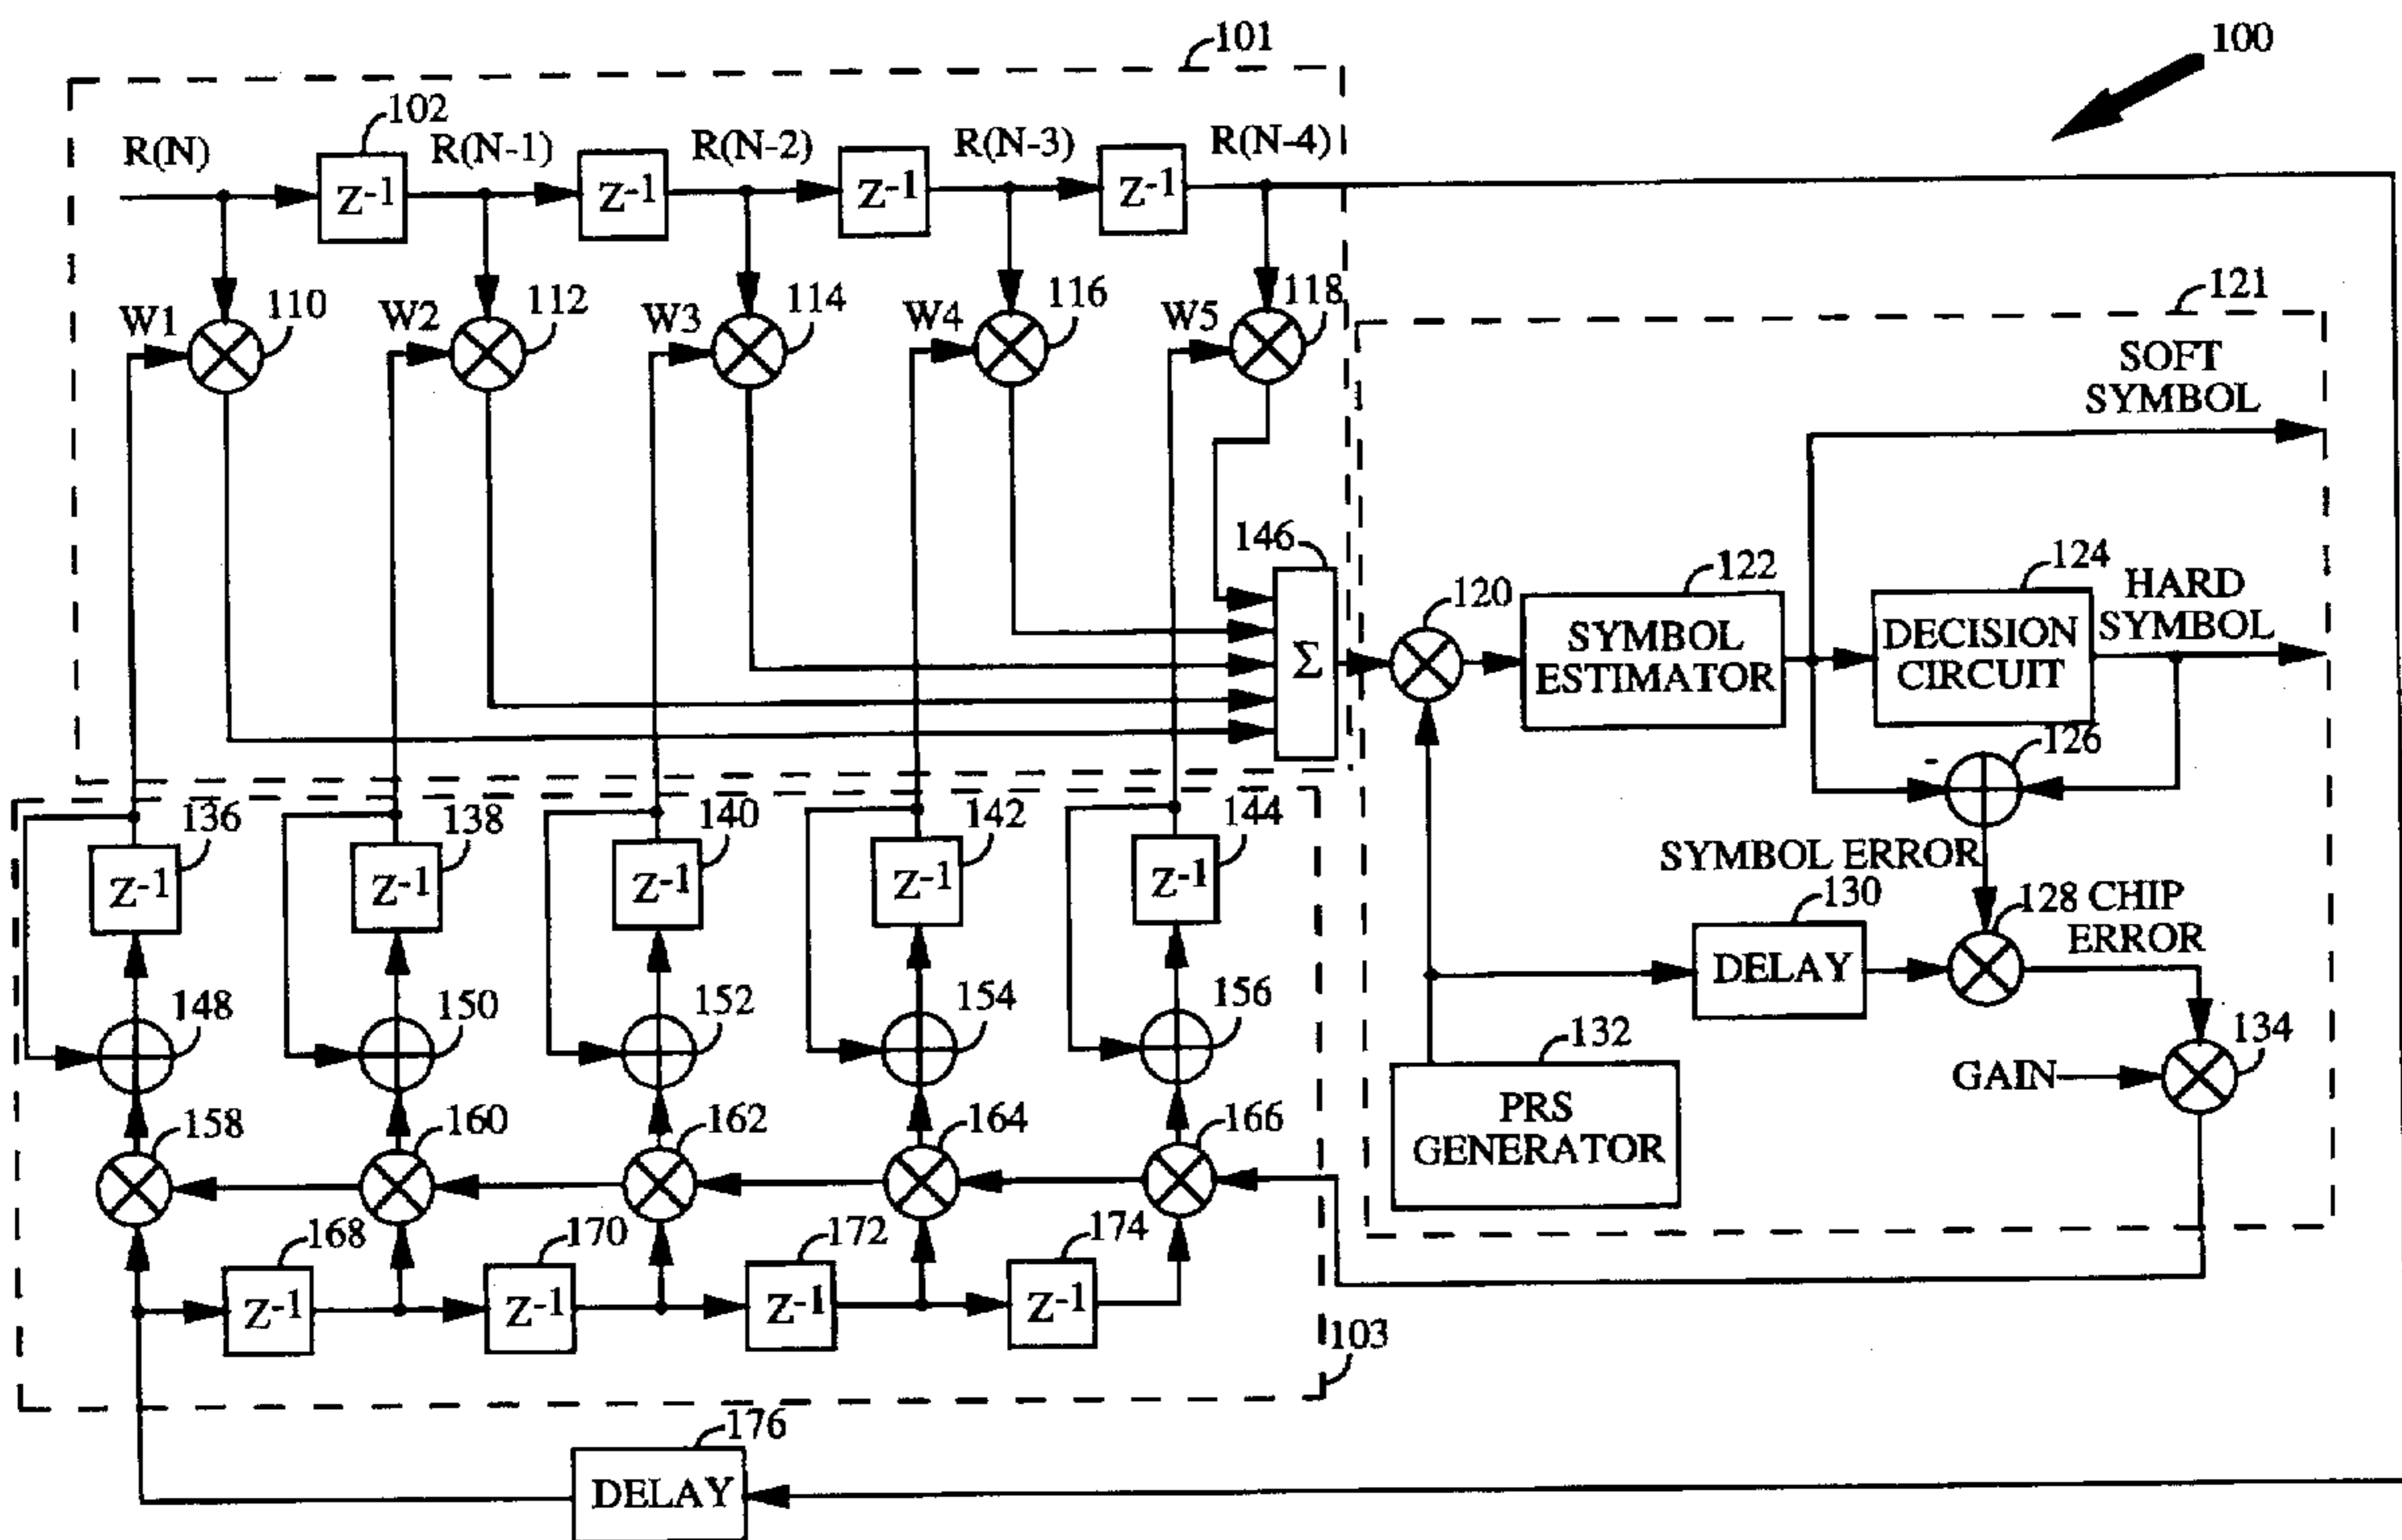 101
100
102
R(N)
R(N-1)
R(N-2)
R(N-3)
R(N-4)
Z-1
Z-1
Z-1
Z-1
121
W1
110
W2
112
W3
114
W4
116
W5
118
SOFT
SYMBOL
146
Σ
120
122
SYMBOL
ESTIMATOR
124
DECISION
CIRCUIT
HARD
SYMBOL
-
126
136
138
140
142
144
Z-1
Z-1
Z-1
Z-1
Z-1
SYMBOL ERROR
130
DELAY
128
CHIP
ERROR
148
150
152
154
156
132
PRS
GENERATOR
GAIN
134
158
160
162
164
166
168
170
172
174
Z-1
Z-1
Z-1
Z-1
103
176
DELAY